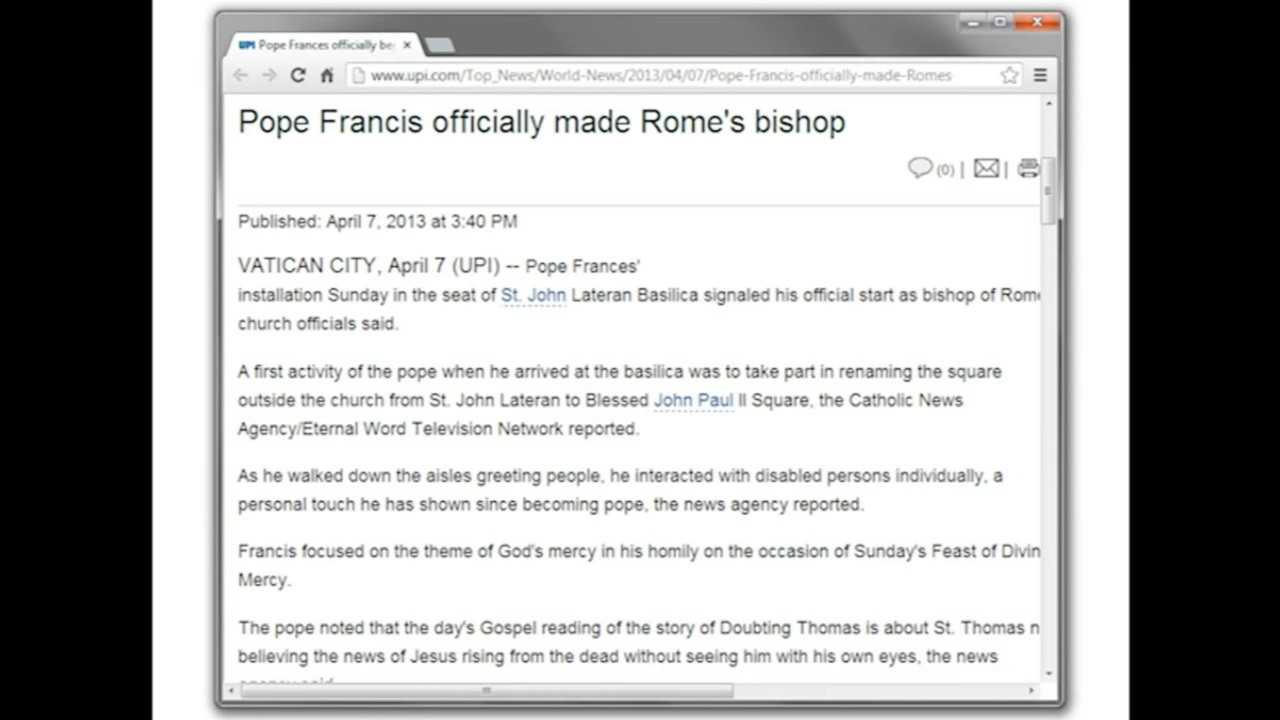 UPI Pope Frances officially be
www.upi.com/Top_News/World-News/2013/04/07/Pope-Francis-officially-made-Romes
Pope Francis officially made Rome's bishop
(0) | |
Published: April 7, 2013 at 3:40 PM
VATICAN CITY, April 7 (UPI) -- Pope Frances'
installation Sunday in the seat of St. John Lateran Basilica signaled his official start as bishop of Rome
church officials said.
A first activity of the pope when he arrived at the basilica was to take part in renaming the square
outside the church from St. John Lateran to Blessed John Paul II Square, the Catholic News
Agency/Eternal Word Television Network reported.
As he walked down the aisles greeting people, he interacted with disabled persons individually, a
personal touch he has shown since becoming pope, the news agency reported.
Francis focused on the theme of God's mercy in his homily on the occasion of Sunday's Feast of Divin
Mercy.
The pope noted that the day's Gospel reading of the story of Doubting Thomas is about St. Thomas n
believing the news of Jesus rising from the dead without seeing him with his own eyes, the news